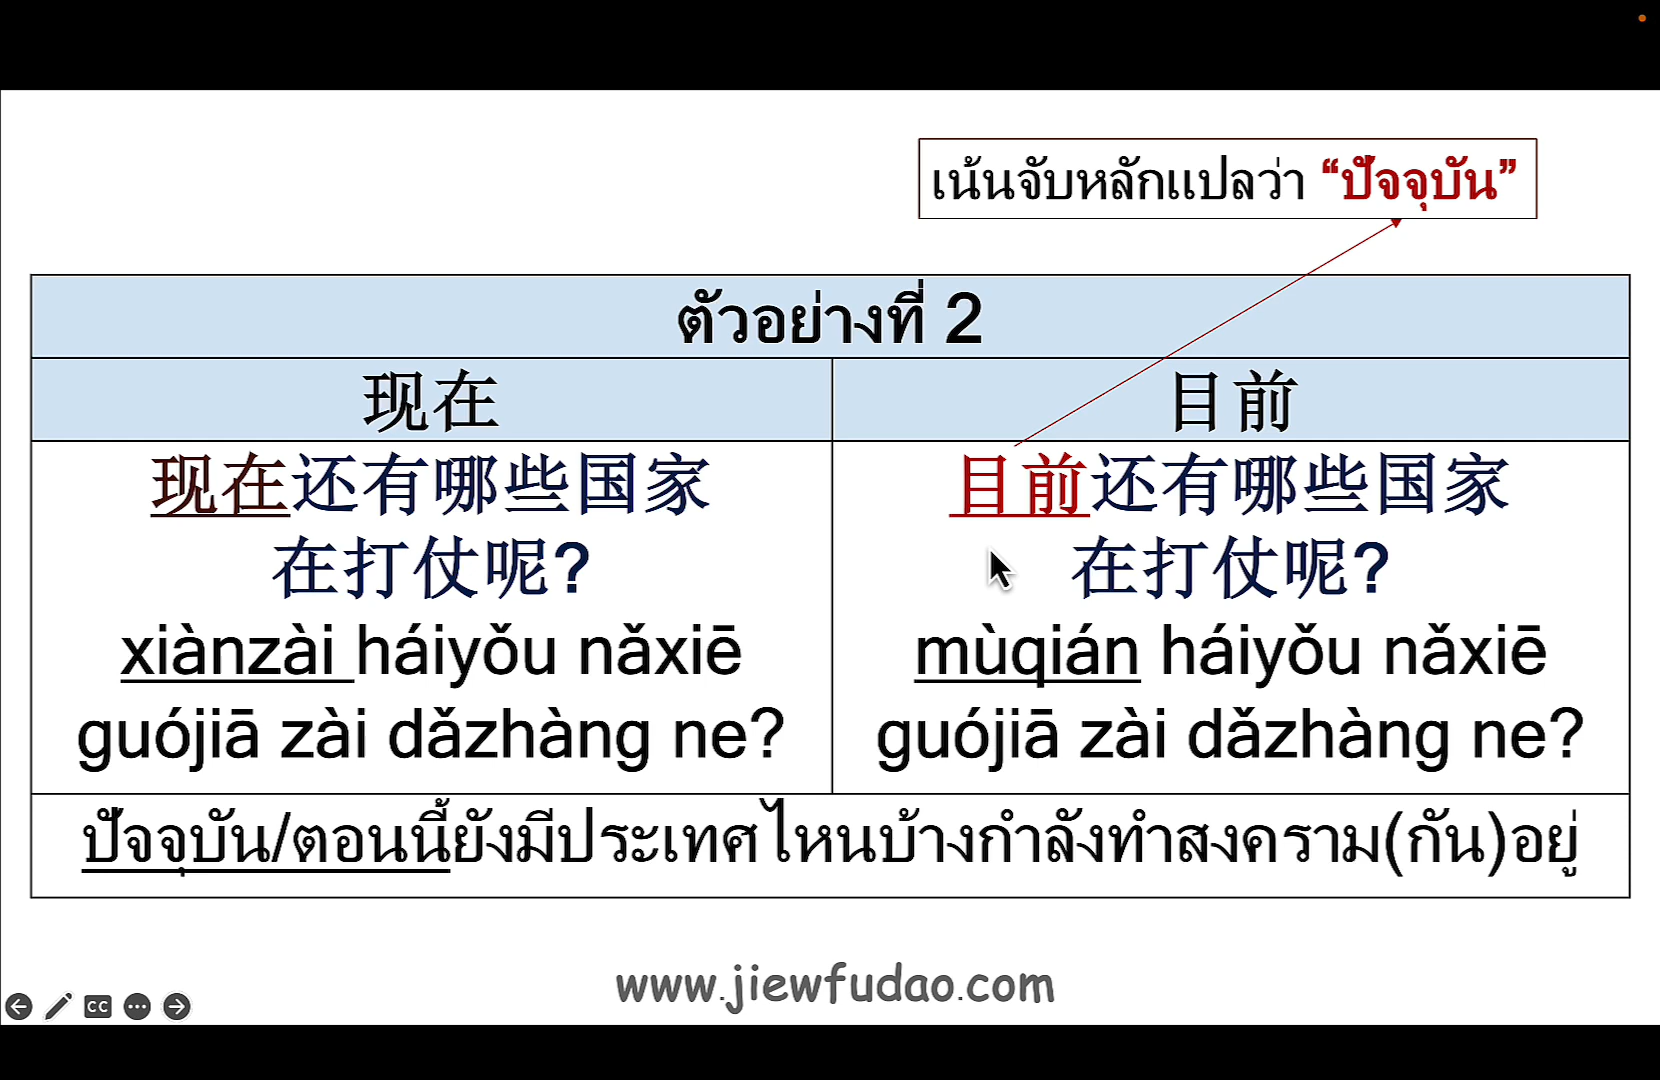 เน้นจับหลักแปลว่า “ปัจจุบัน”
ตัวอย่างที่ 2
现在
目前
现在还有哪些国家
在打仗呢?
xiànzài háiyǒu nǎxiē
guójiā zài dǎzhàng ne?
目前还有哪些国家
在打仗呢?
mùqián háiyǒu nǎxiē
guójiā zài dǎzhàng ne?
ปัจจุบัน/ตอนนี้ยังมีประเทศไหนบ้างกำลังทำสงคราม(กัน)อยู่
www.jiewfudao.com
CC